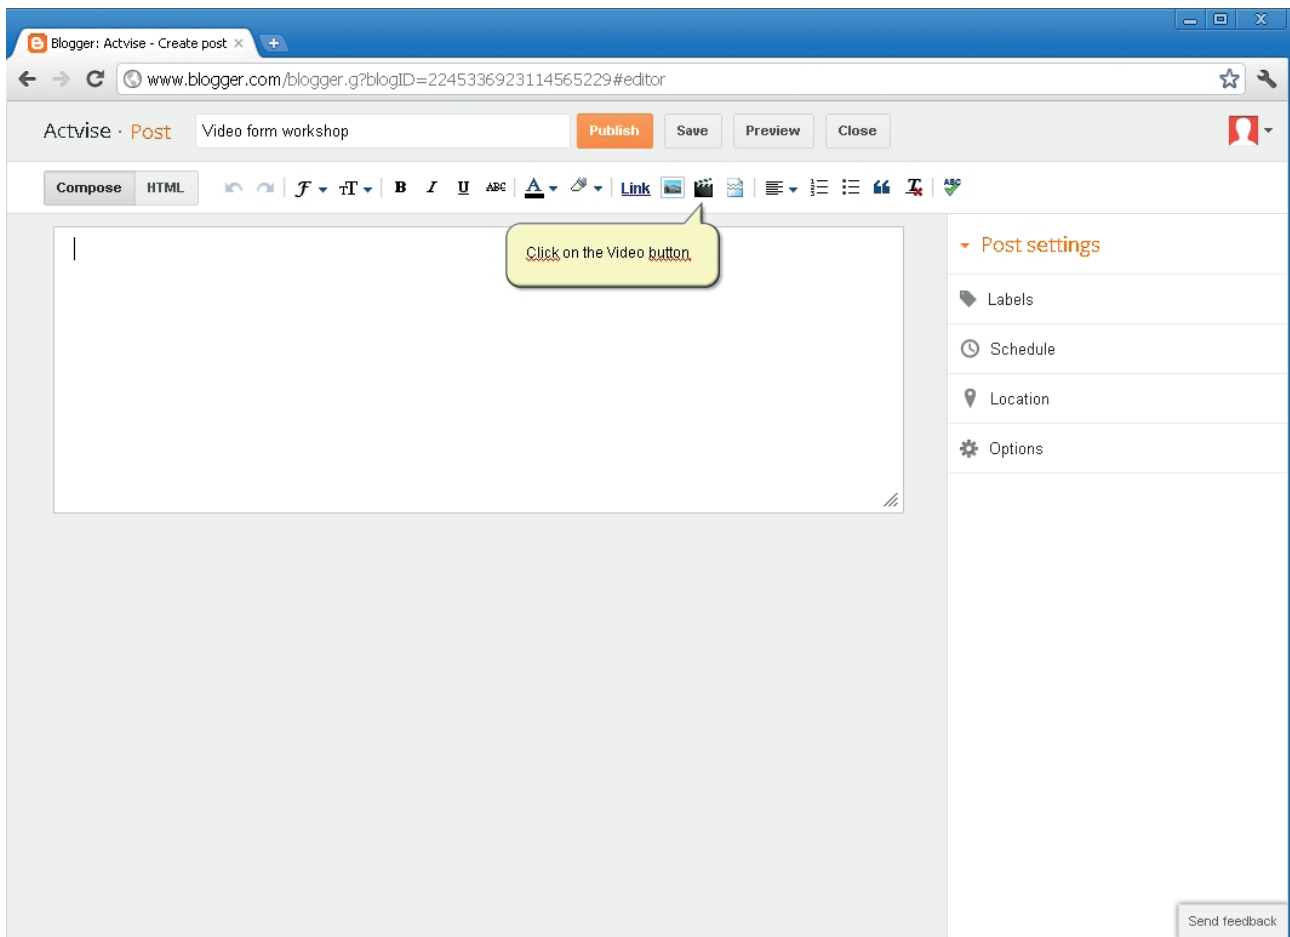 Blogger: Actvise - Create post
www.blogger.com/blogger.g?blogID=2245336923114565229#editor
Actvise · Post Video form workshop Publish Save Preview Close
Compose HTML F T B I U ABC A Link ABC
Click on the Video button.
Post settings
Labels
Schedule
Location
Options
Send feedback